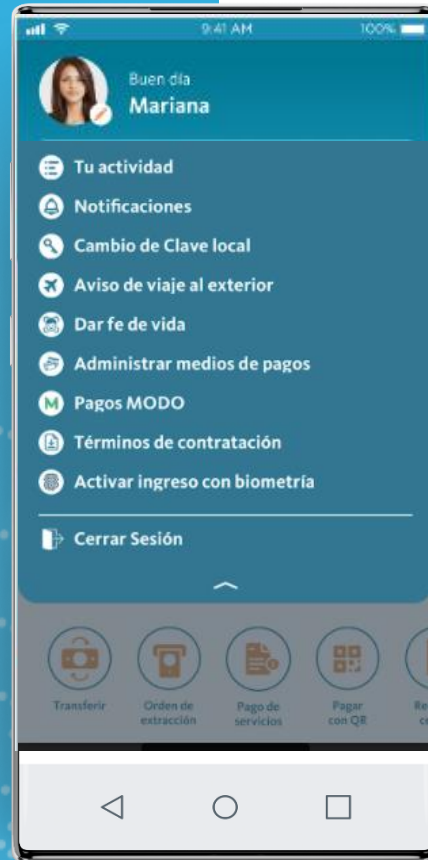 9:41 AM 100%
Buen día
Mariana
Tu actividad
Notificaciones
Cambio de Clave local
Aviso de viaje al exterior
Dar fe de vida
Administrar medios de pagos
M Pagos MODO
Términos de contratación
Activar ingreso con biometría
Cerrar Sesión
Transferir
Orden de
extracción
Pago de
servicios
Pagar
con QR